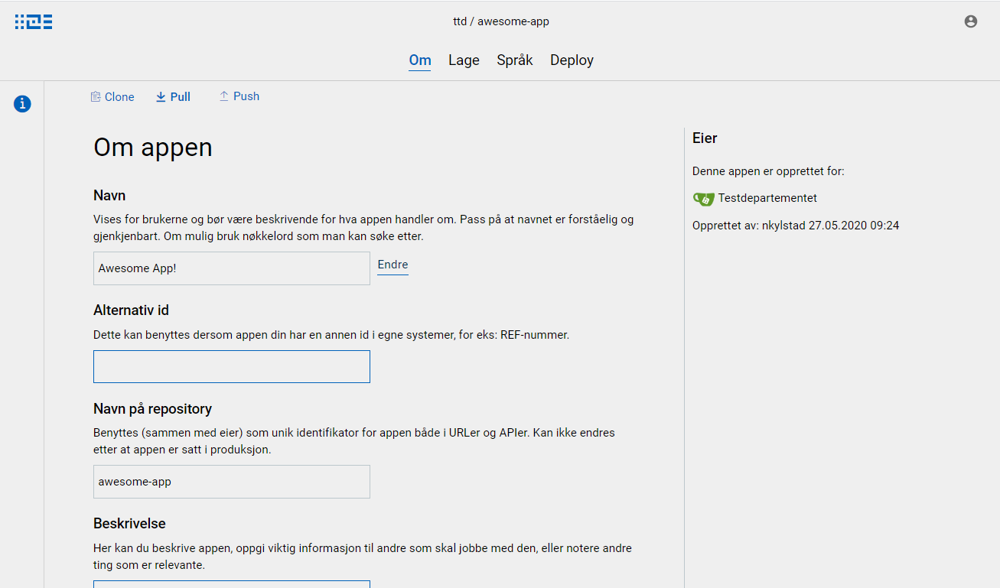 ttd / awesome-app
Om Lage Språk Deploy
Clone Pull Push
Om appen
Navn
Vises for brukerne og bør være beskrivende for hva appen handler om. Pass på at navnet er forståelig og
gjenkjenbart. Om mulig bruk nøkkelord som man kan søke etter.
Awesome App!
Endre
Alternativ id
Dette kan benyttes dersom appen din har en annen id i egne systemer, for eks: REF-nummer.
Navn på repository
Benyttes (sammen med eier) som unik identifikator for appen både i URLer og APIer. Kan ikke endres
etter at appen er satt i produksjon.
awesome-app
Beskrivelse
Her kan du beskrive appen, oppgi viktig informasjon til andre som skal jobbe med den, eller notere andre
ting som er relevante.
Eier
Denne appen er opprettet for:
Testdepartementet
Opprettet av: nkylstad 27.05.2020 09:24